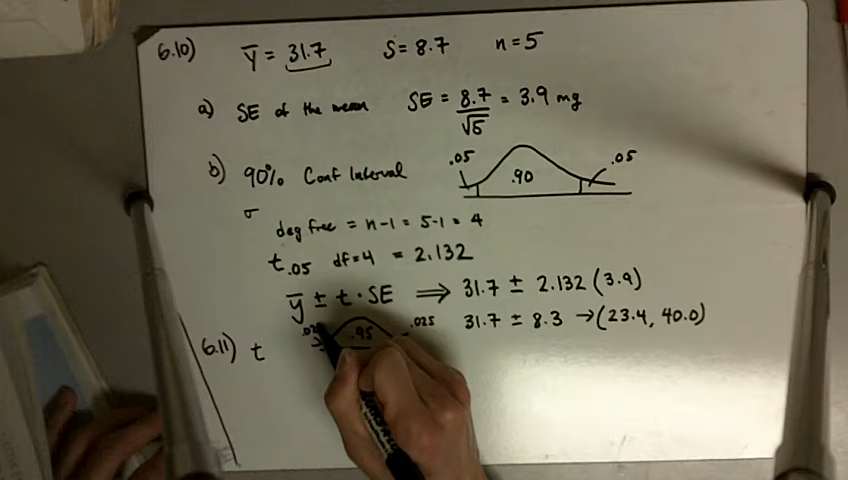 6.10) ȳ = 31.7 S = 8.7 n = 5
a) SE of the mean SE = 8.7/√5 = 3.9 mg
b) 90% Conf Interval .05 .90 .05
σ
deg free = n-1 = 5-1 = 4
t.05 df=4 = 2.132
ȳ ± t · SE ⇒ 31.7 ± 2.132 (3.9)
31.7 ± 8.3 → (23.4, 40.0)
6.11) t .95 .025